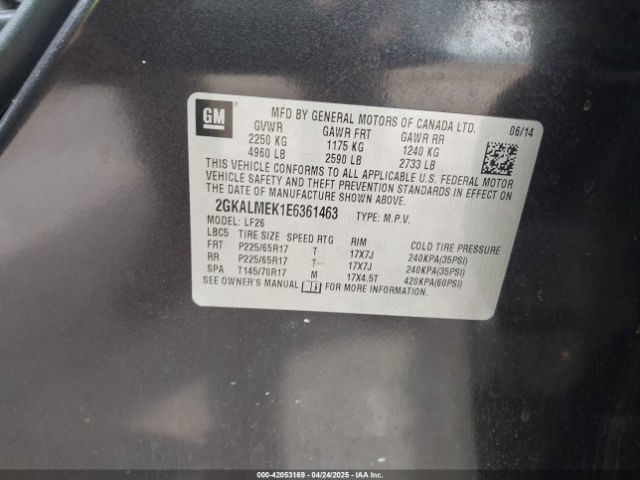 GM
MFD BY GENERAL MOTORS OF CANADA LTD. 06/14
GVWR GAWR FRT GAWR RR
2250 KG 1175 KG 1240 KG
4960 LB 2590 LB 2733 LB
THIS VEHICLE CONFORMS TO ALL APPLICABLE U.S. FEDERAL MOTOR
VEHICLE SAFETY AND THEFT PREVENTION STANDARDS IN EFFECT ON
THE DATE OF MANUFACTURE SHOWN ABOVE.
2GKALMEK1E6361463 TYPE: M.P.V.
MODEL: LF26
LBC5 TIRE SIZE SPEED RTG RIM COLD TIRE PRESSURE
FRT P225/65R17 T 17X7J 240KPA(35PSI)
RR P225/65R17 T 17X7J 240KPA(35PSI)
SPA T145/70R17 M 17X4.5T 420KPA(60PSI)
SEE OWNER'S MANUAL FOR MORE INFORMATION.
000-42053169 - 04/24/2025 - IAAI.com